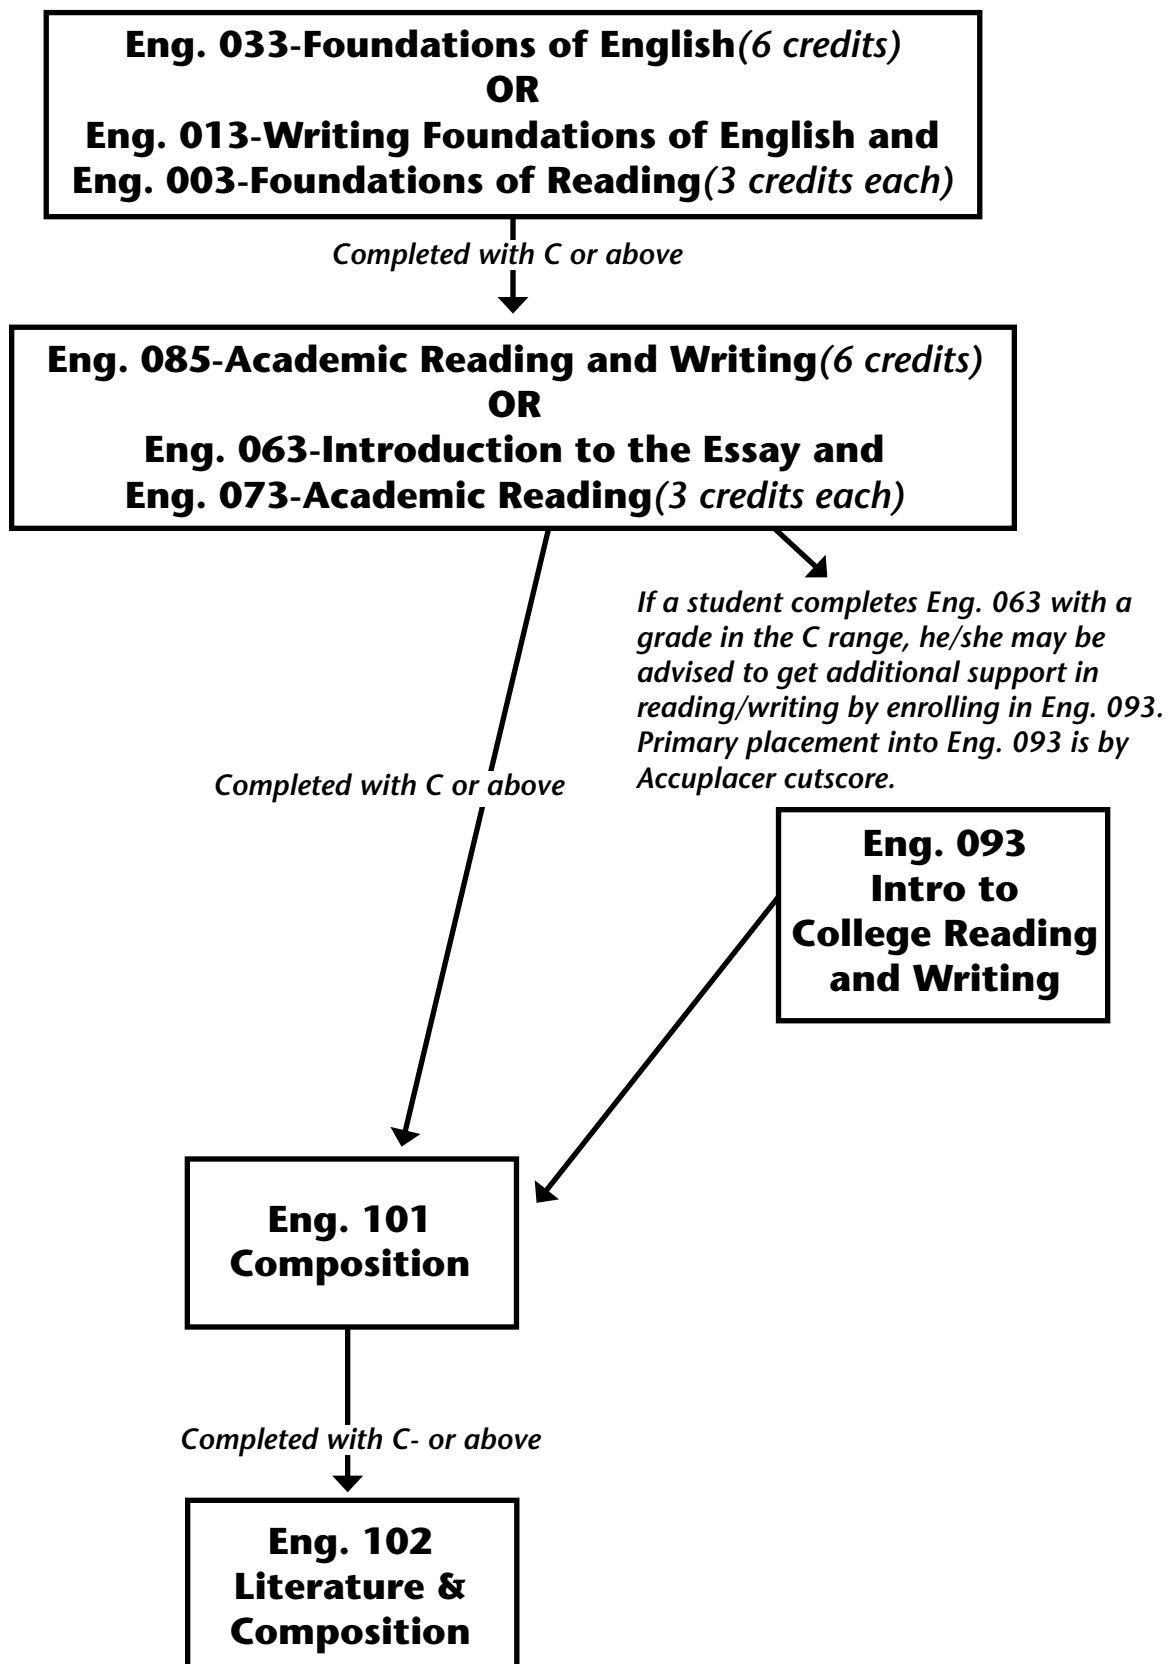 Eng. 033-Foundations of English(6 credits)
OR
Eng. 013-Writing Foundations of English and
Eng. 003-Foundations of Reading(3 credits each)
Completed with C or above
Eng. 085-Academic Reading and Writing(6 credits)
OR
Eng. 063-Introduction to the Essay and
Eng. 073-Academic Reading(3 credits each)
If a student completes Eng. 063 with a
grade in the C range, he/she may be
advised to get additional support in
reading/writing by enrolling in Eng. 093.
Primary placement into Eng. 093 is by
Accuplacer cutscore.
Completed with C or above
Eng. 093
Intro to
College Reading
and Writing
Eng. 101
Composition
Completed with C- or above
Eng. 102
Literature &
Composition